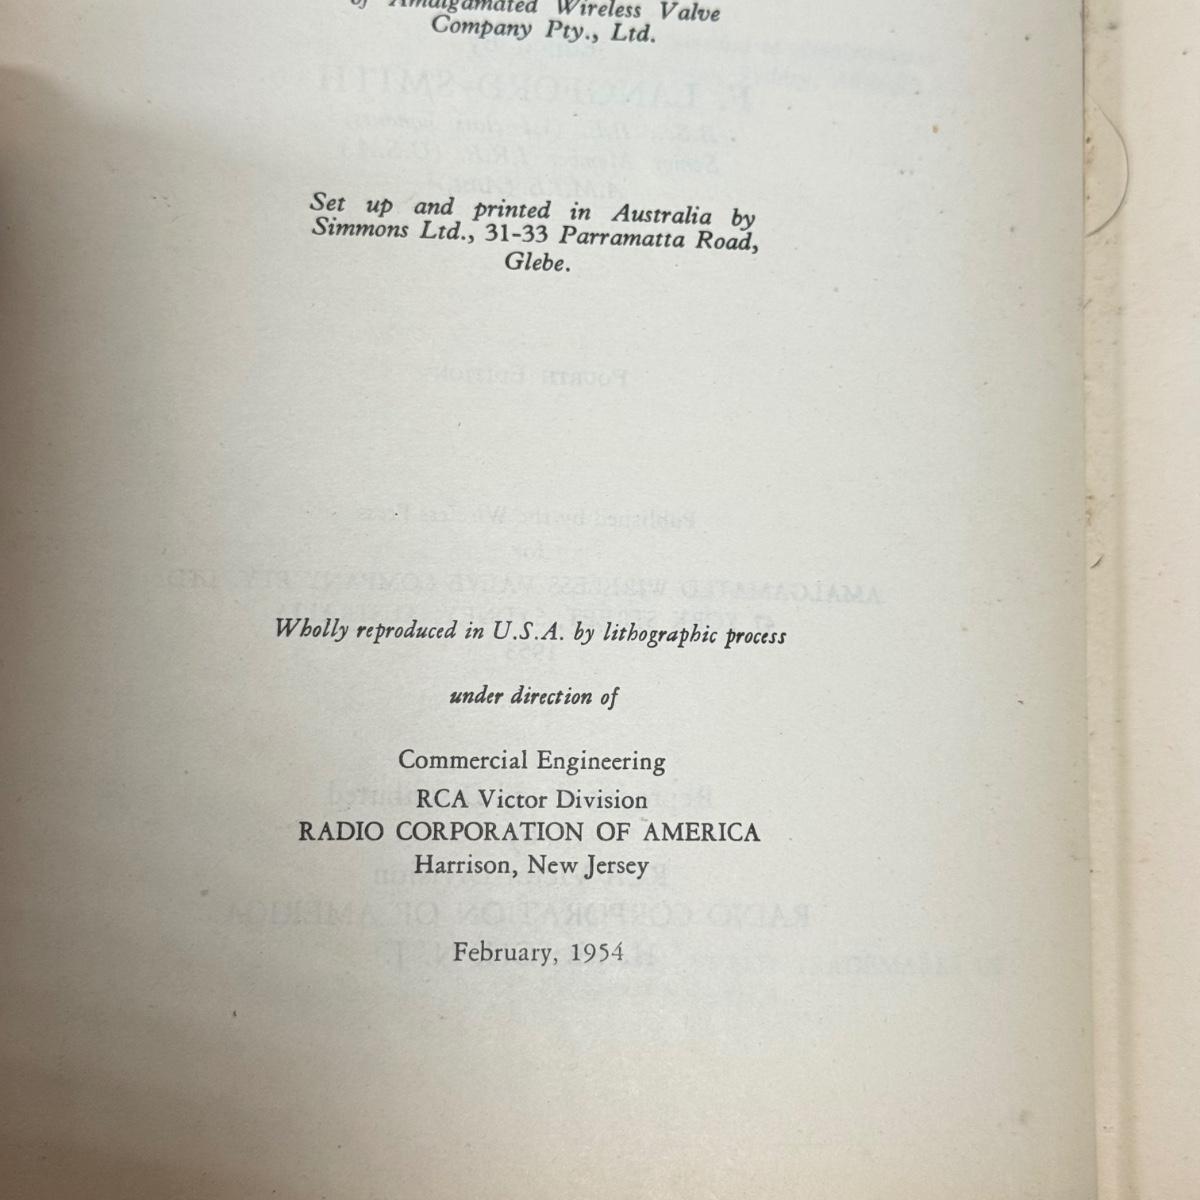 of Amalgamated Wireless Valve
Company Pty., Ltd.
Set up and printed in Australia by
Simmons Ltd., 31-33 Parramatta Road,
Glebe.
Wholly reproduced in U.S.A. by lithographic process
under direction of
Commercial Engineering
RCA Victor Division
RADIO CORPORATION OF AMERICA
Harrison, New Jersey
February, 1954